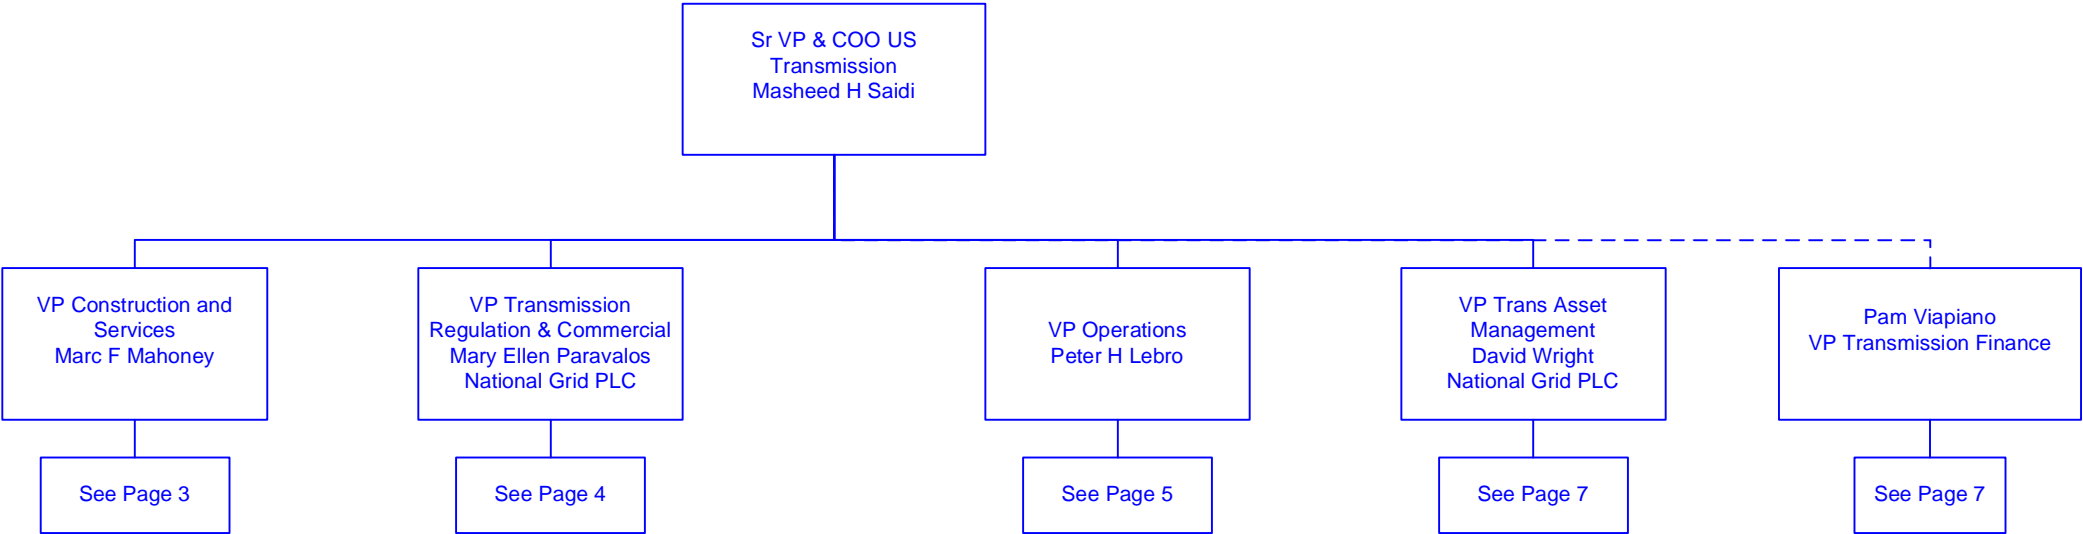 Sr VP & COO US
Transmission
Masheed H Saidi
VP Construction and
Services
Marc F Mahoney
VP Transmission
Regulation & Commercial
Mary Ellen Paravalos
National Grid PLC
VP Operations
Peter H Lebro
VP Trans Asset
Management
David Wright
National Grid PLC
Pam Viapiano
VP Transmission Finance
See Page 3
See Page 4
See Page 5
See Page 7
See Page 7